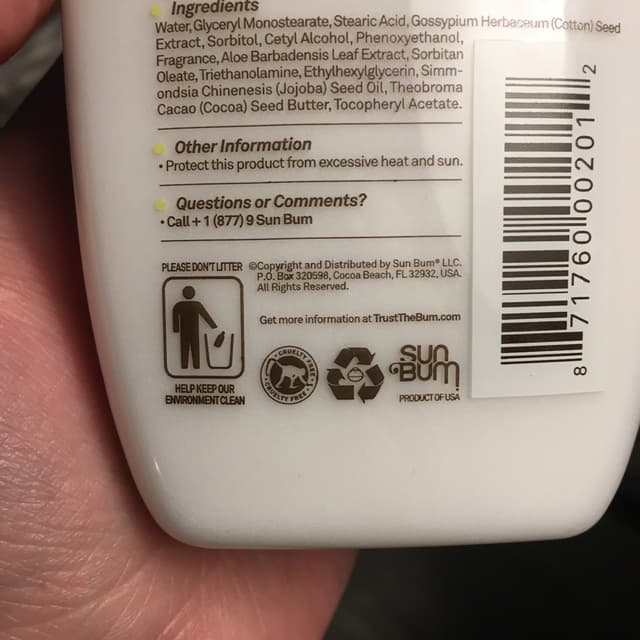 Ingredients
Water, Glyceryl Monostearate, Stearic Acid, Gossypium Herbaceum (Cotton) Seed
Extract, Sorbitol, Cetyl Alcohol, Phenoxyethanol,
Fragrance, Aloe Barbadensis Leaf Extract, Sorbitan
Oleate, Triethanolamine, Ethylhexylglycerin, Simm-
ondsia Chinenesis (Jojoba) Seed Oil, Theobroma
Cacao (Cocoa) Seed Butter, Tocopheryl Acetate.
Other Information
• Protect this product from excessive heat and sun.
Questions or Comments?
• Call + 1 (877) 9 Sun Bum
PLEASE DON'T LITTER
HELP KEEP OUR
ENVIRONMENT CLEAN
©Copyright and Distributed by Sun Bum® LLC.
P.O. Box 320598, Cocoa Beach, FL 32932, USA.
All Rights Reserved.
Get more information at TrustTheBum.com
CRUELTY FREE
CRUELTY FREE
SUN
BUM
PRODUCT OF USA
8 71760 00201 2